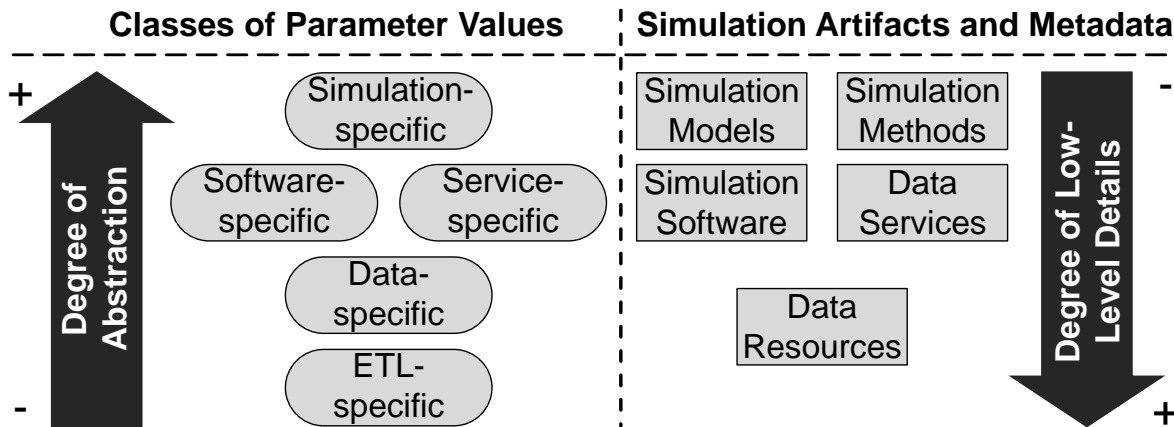 Classes of Parameter Values
Simulation Artifacts and Metadata
+
-
Degree of
Abstraction
Simulation-
specific
Software-
specific
Service-
specific
Data-
specific
ETL-
specific
Simulation
Models
Simulation
Methods
Simulation
Software
Data
Services
Data
Resources
-
Degree of Low-
Level Details
+